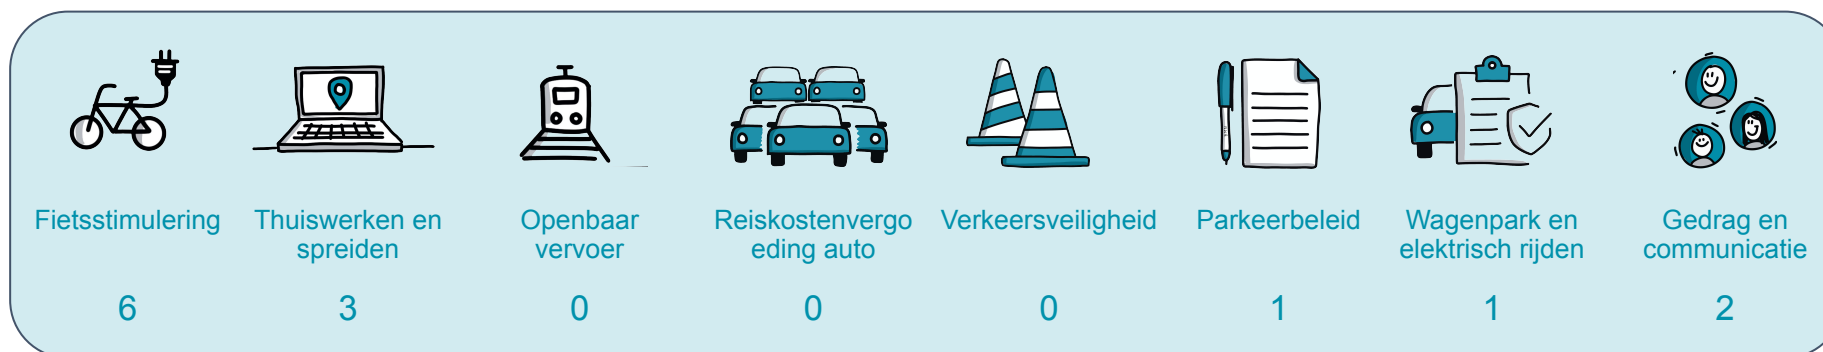 Fietsstimulering
Thuiswerken en
spreiden
Openbaar
vervoer
Reiskostenvergo
eding auto
Verkeersveiligheid
Parkeerbeleid
Wagenpark en
elektrisch rijden
Gedrag en
communicatie
6
3
0
0
0
1
1
2